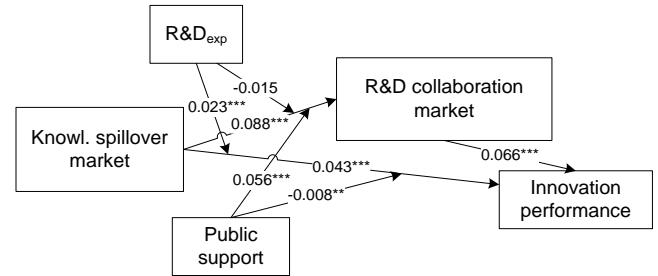 R&D_exp
-0.015
R&D collaboration
market
0.023***
0.088***
Knowl. spillover
market
0.043***
0.066***
0.056***
-0.008**
Innovation
performance
Public
support